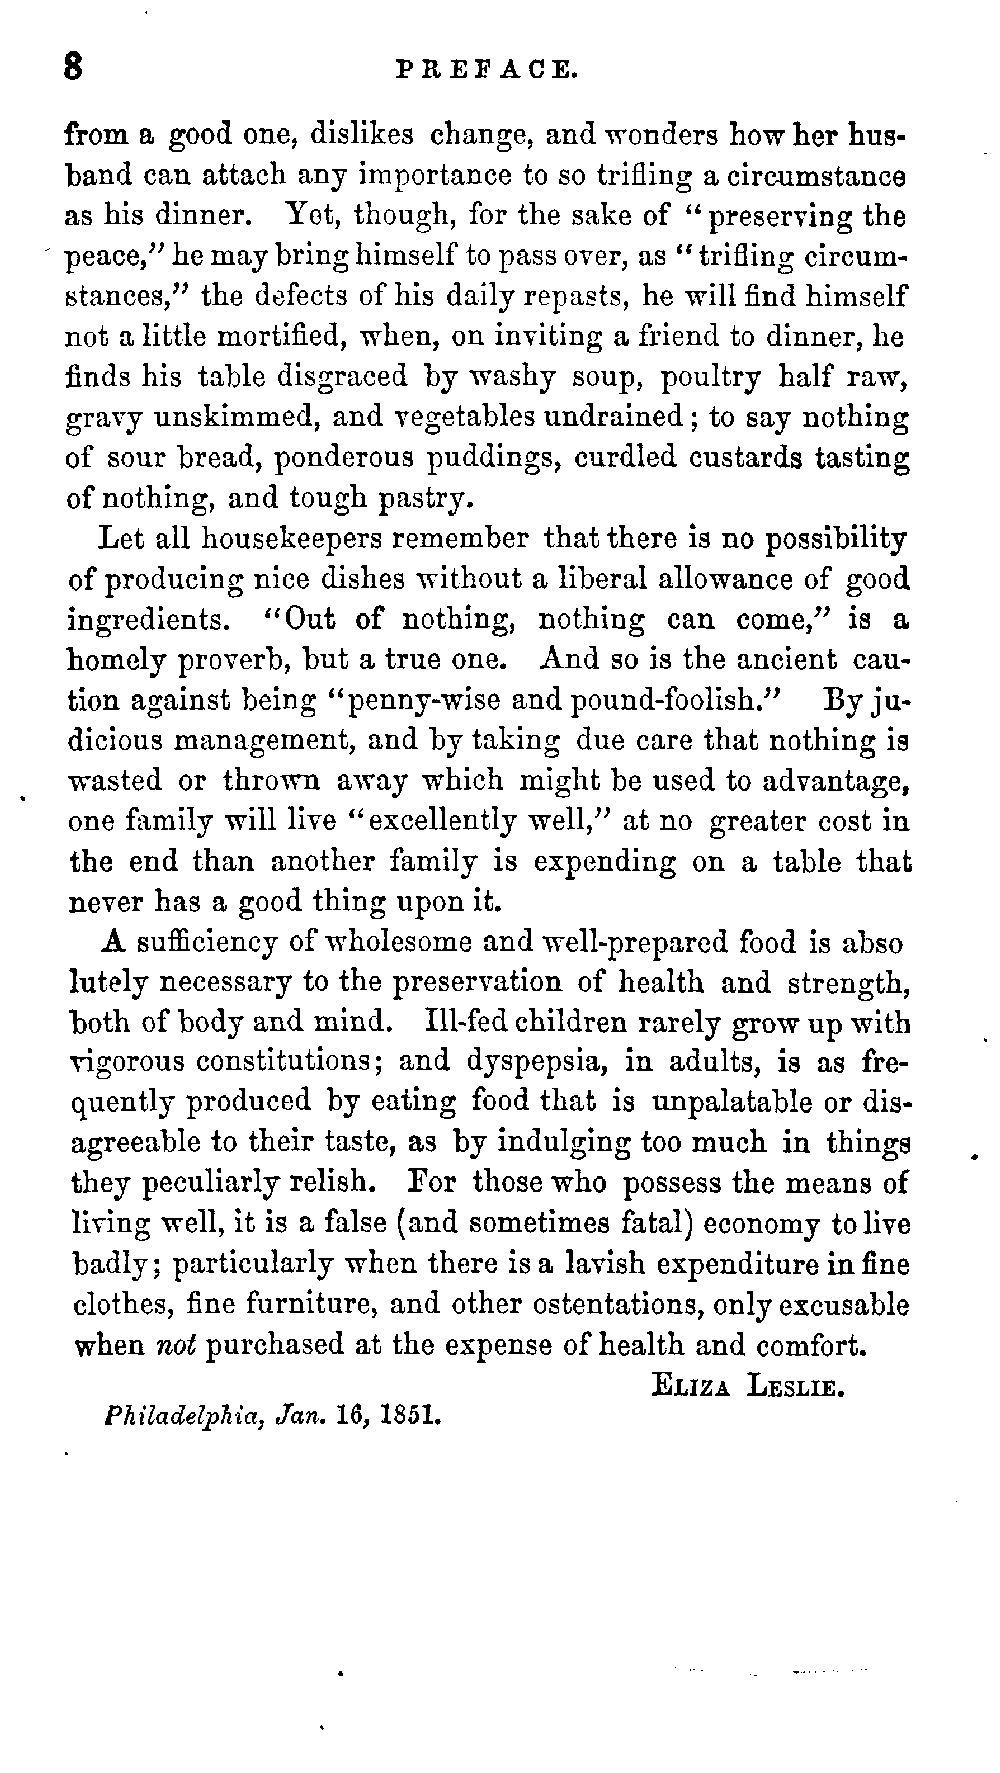 8 PREFACE.
from a good one, dislikes change, and wonders how her hus-
band can attach any importance to so trifling a circumstance
as his dinner. Yet, though, for the sake of "preserving the
peace," he may bring himself to pass over, as "trifling circum-
stances," the defects of his daily repasts, he will find himself
not a little mortified, when, on inviting a friend to dinner, he
finds his table disgraced by washy soup, poultry half raw,
gravy unskimmed, and vegetables undrained; to say nothing
of sour bread, ponderous puddings, curdled custards tasting
of nothing, and tough pastry.
Let all housekeepers remember that there is no possibility
of producing nice dishes without a liberal allowance of good
ingredients. "Out of nothing, nothing can come," is a
homely proverb, but a true one. And so is the ancient cau-
tion against being "penny-wise and pound-foolish." By ju-
dicious management, and by taking due care that nothing is
wasted or thrown away which might be used to advantage,
one family will live "excellently well," at no greater cost in
the end than another family is expending on a table that
never has a good thing upon it.
A sufficiency of wholesome and well-prepared food is abso
lutely necessary to the preservation of health and strength,
both of body and mind. Ill-fed children rarely grow up with
vigorous constitutions; and dyspepsia, in adults, is as fre-
quently produced by eating food that is unpalatable or dis-
agreeable to their taste, as by indulging too much in things
they peculiarly relish. For those who possess the means of
living well, it is a false (and sometimes fatal) economy to live
badly; particularly when there is a lavish expenditure in fine
clothes, fine furniture, and other ostentations, only excusable
when not purchased at the expense of health and comfort.
ELIZA LESLIE.
Philadelphia, Jan. 16, 1851.